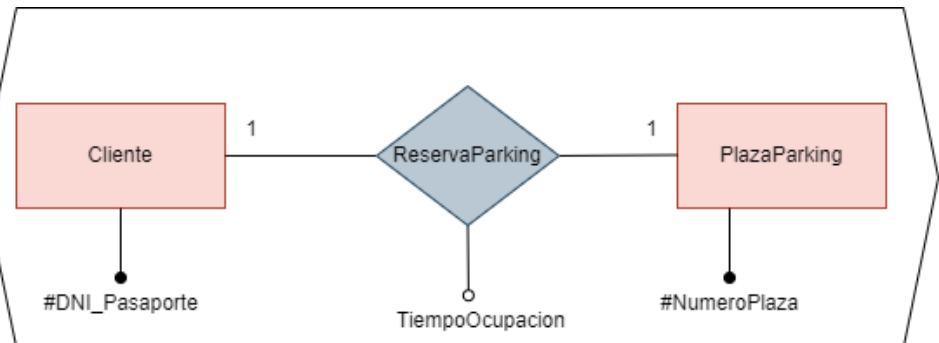 1
1
Cliente
ReservaParking
PlazaParking
#DNI_Pasaporte
#NumeroPlaza
TiempoOcupacion